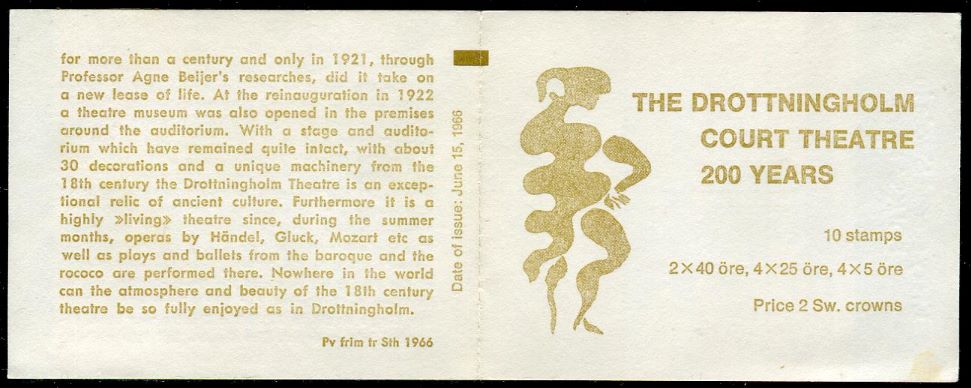 for more than a century and only in 1921, through
Professor Agne Beijer's researches, did it take on
a new lease of life. At the reinauguration in 1922
a theatre museum was also opened in the premises
around the auditorium. With a stage and audito-
rium which have remained quite intact, with about
30 decorations and a unique machinery from the
18th century the Drottningholm Theatre is an excep-
tional relic of ancient culture. Furthermore it is a
highly »living» theatre since, during the summer
months, operas by Händel, Gluck, Mozart etc as
well as plays and ballets from the baroque and the
rococo are performed there. Nowhere in the world
can the atmosphere and beauty of the 18th century
theatre be so fully enjoyed as in Drottningholm.
Pv frim tr Sth 1966
Date of issue: June 15, 1966
THE DROTTNINGHOLM
COURT THEATRE
200 YEARS
10 stamps
2×40 öre, 4×25 öre, 4×5 öre
Price 2 Sw. crowns